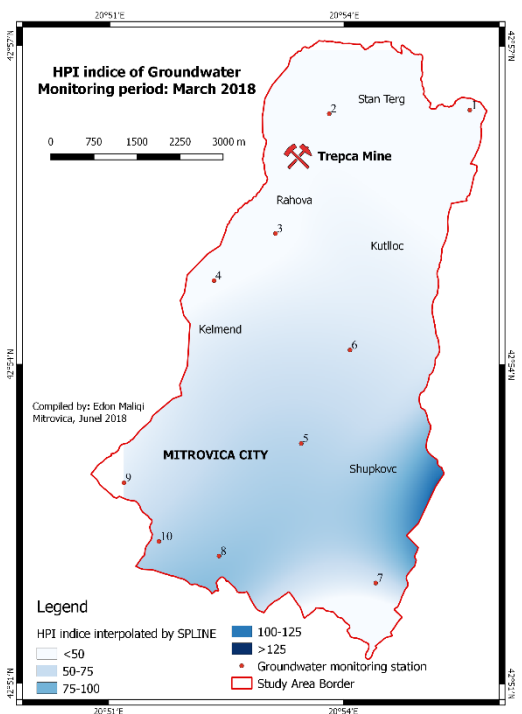 20°51'E 20°54'E
42°57'N 42°57'N
HPI indice of Groundwater
Monitoring period: March 2018
0 750 1500 2250 3000 m
Stan Terg
1
2
Trepca Mine
Rahova
3
Kutlloc
4
Kelmend
6
42°54'N 42°54'N
Compiled by: Edon Maliqi
Mitrovica, Junel 2018
5
MITROVICA CITY
Shupkovc
9
10
8
7
Legend
HPI indice interpolated by SPLINE
<50
50-75
75-100
100-125
>125
Groundwater monitoring station
Study Area Border
42°51'N 42°51'N
20°51'E 20°54'E